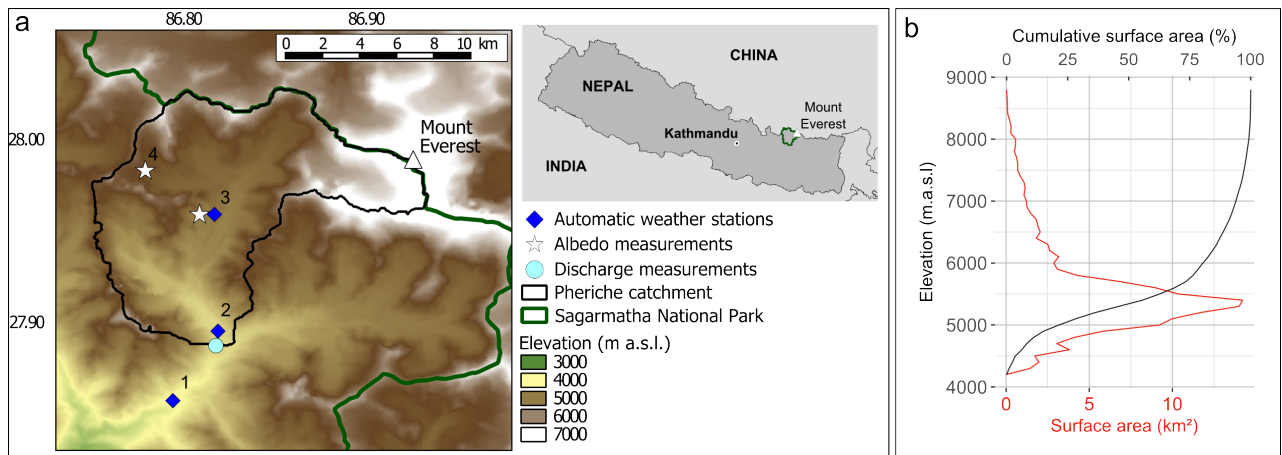 a
86.80 86.90
0 2 4 6 8 10 km
28.00
27.90
Mount
Everest
4
3
2
1
CHINA
NEPAL
Mount
Everest
Kathmandu
INDIA
Automatic weather stations
Albedo measurements
Discharge measurements
Pheriche catchment
Sagarmatha National Park
Elevation (m a.s.l.)
3000
4000
5000
6000
7000
b
Cumulative surface area (%)
0 25 50 75 100
9000
8000
7000
6000
5000
4000
Elevation (m.a.s.l)
0 5 10
Surface area (km²)